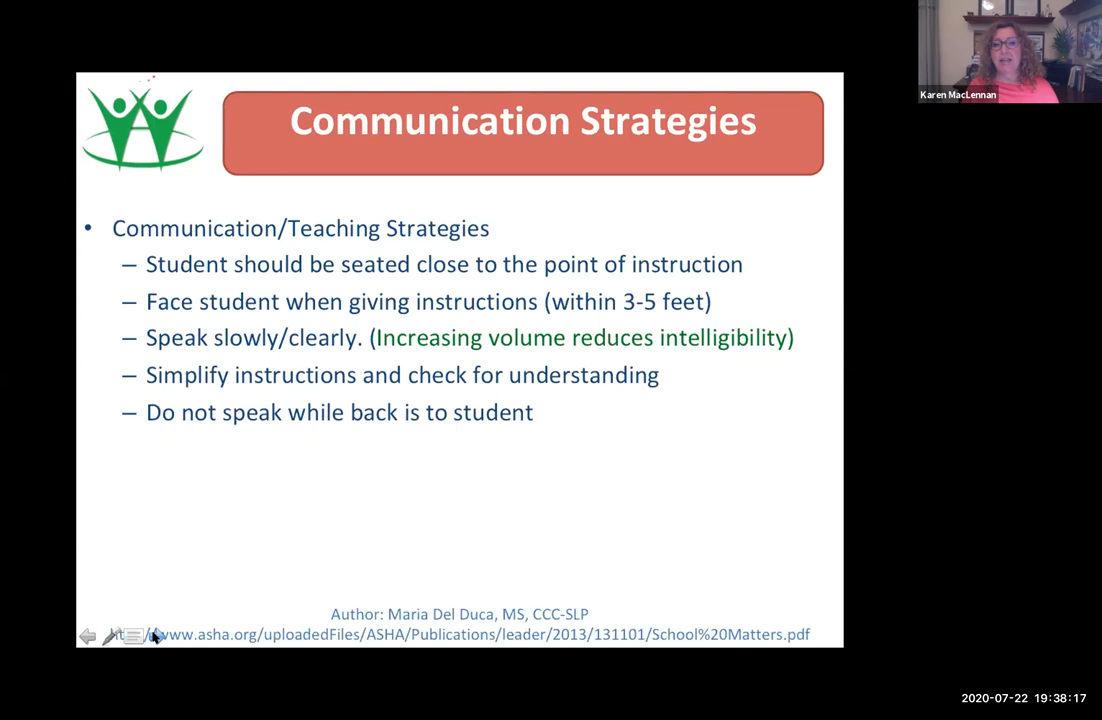 Karen MacLennan
Communication Strategies
• Communication/Teaching Strategies
– Student should be seated close to the point of instruction
– Face student when giving instructions (within 3-5 feet)
– Speak slowly/clearly. (Increasing volume reduces intelligibility)
– Simplify instructions and check for understanding
– Do not speak while back is to student
Author: Maria Del Duca, MS, CCC-SLP
www.asha.org/uploadedFiles/ASHA/Publications/leader/2013/131101/School%20Matters.pdf
2020-07-22 19:38:17